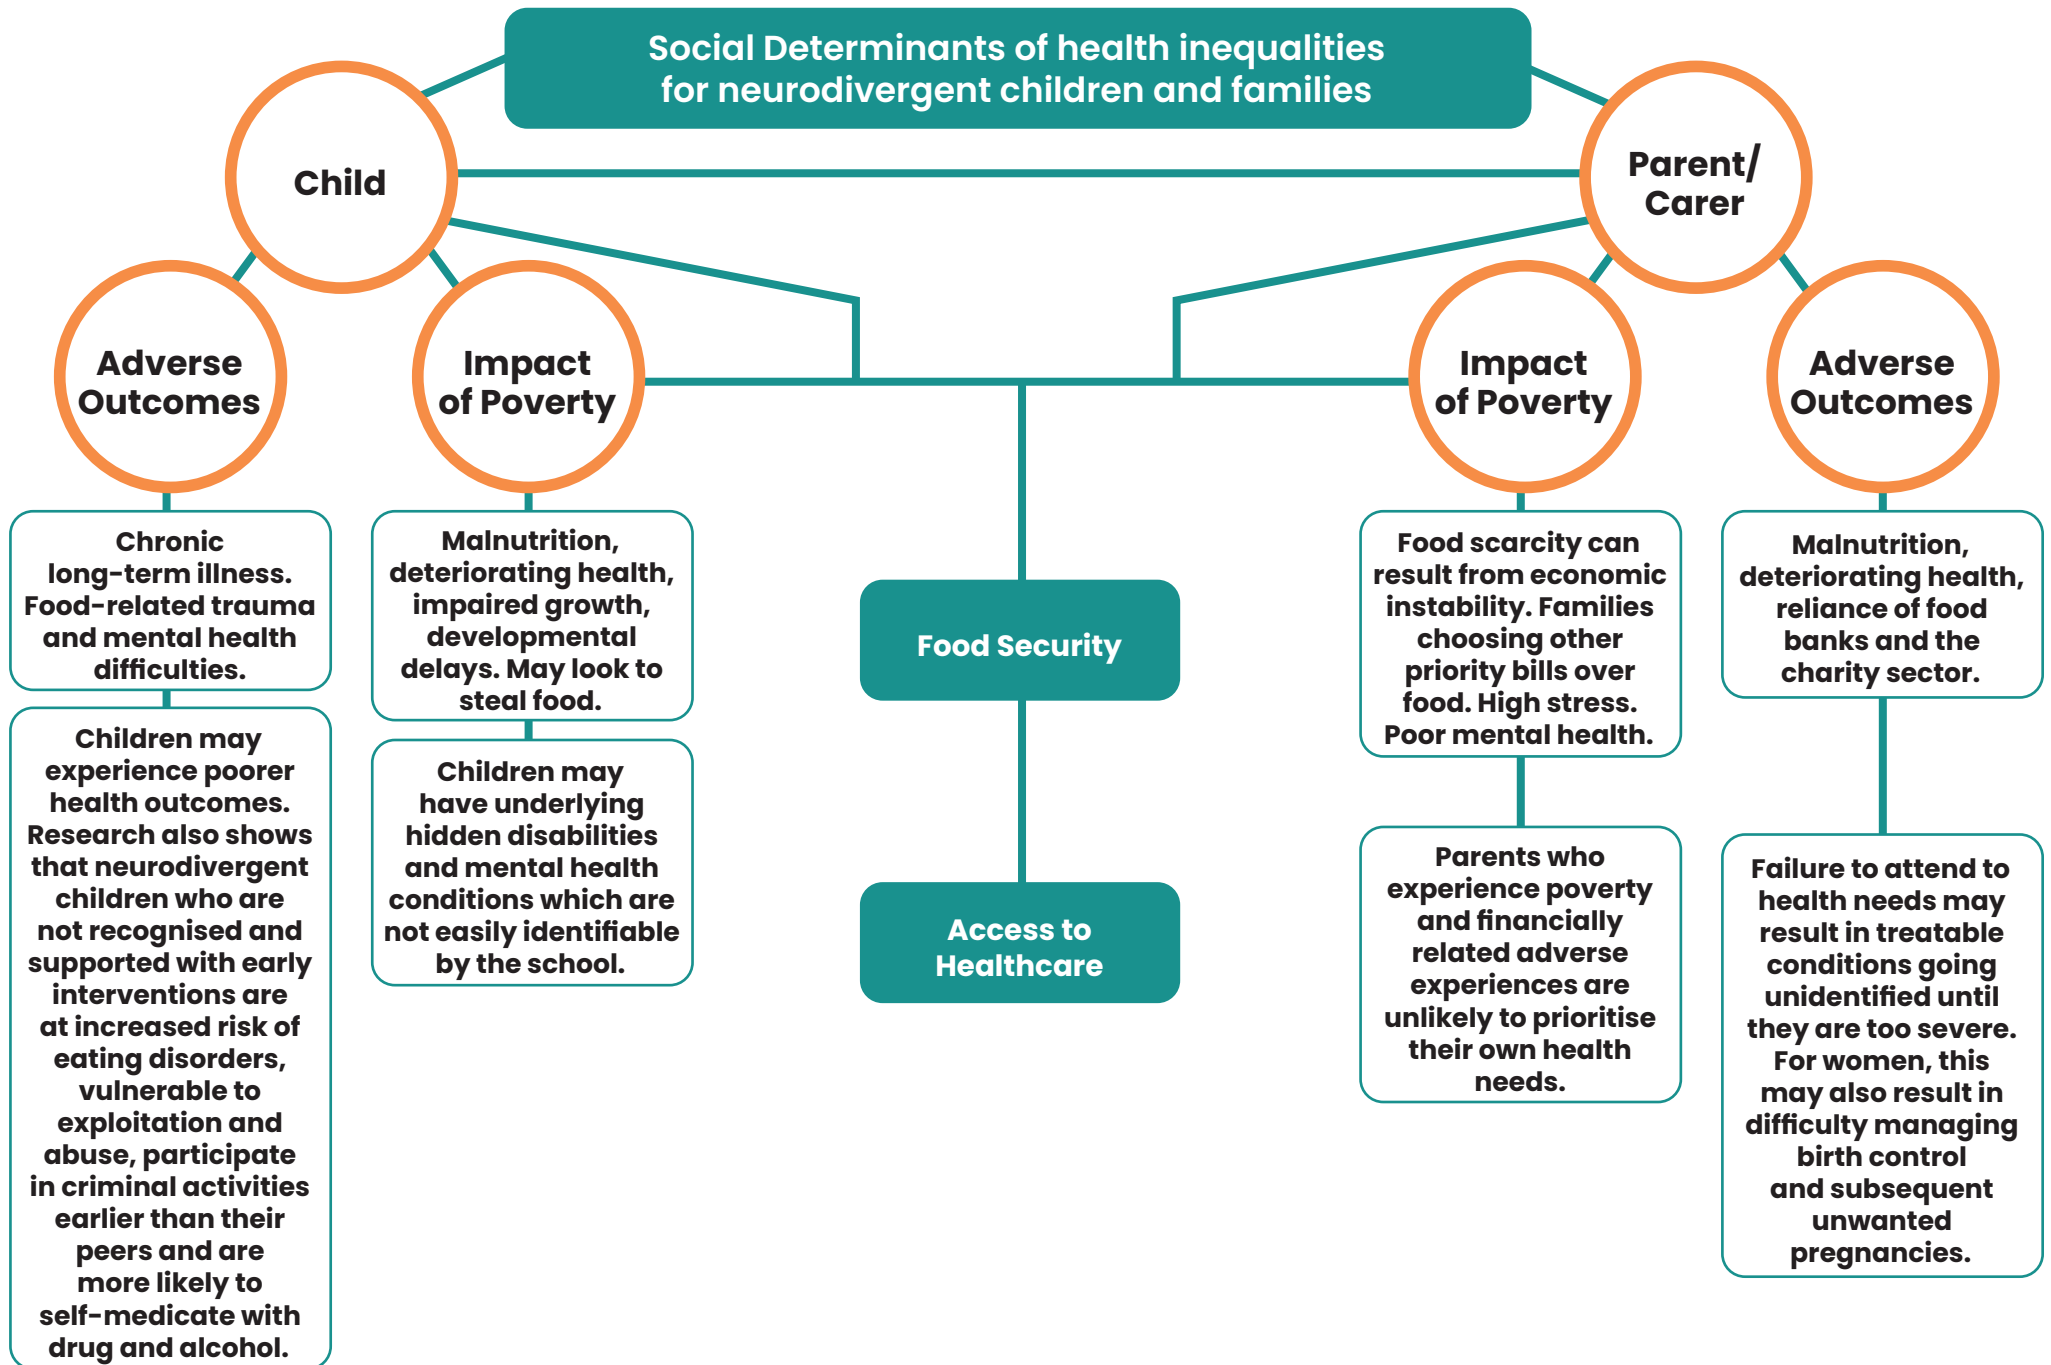 Social Determinants of health inequalities
for neurodivergent children and families
Child
Parent/
Carer
Adverse
Outcomes
Impact
of Poverty
Impact
of Poverty
Adverse
Outcomes
Chronic
long-term illness.
Food-related trauma
and mental health
difficulties.
Children may
experience poorer
health outcomes.
Research also shows
that neurodivergent
children who are
not recognised and
supported with early
interventions are
at increased risk of
eating disorders,
vulnerable to
exploitation and
abuse, participate
in criminal activities
earlier than their
peers and are
more likely to
self-medicate with
drug and alcohol.
Malnutrition,
deteriorating health,
impaired growth,
developmental
delays. May look to
steal food.
Children may
have underlying
hidden disabilities
and mental health
conditions which are
not easily identifiable
by the school.
Food Security
Access to
Healthcare
Food scarcity can
result from economic
instability. Families
choosing other
priority bills over
food. High stress.
Poor mental health.
Parents who
experience poverty
and financially
related adverse
experiences are
unlikely to prioritise
their own health
needs.
Malnutrition,
deteriorating health,
reliance of food
banks and the
charity sector.
Failure to attend to
health needs may
result in treatable
conditions going
unidentified until
they are too severe.
For women, this
may also result in
difficulty managing
birth control
and subsequent
unwanted
pregnancies.